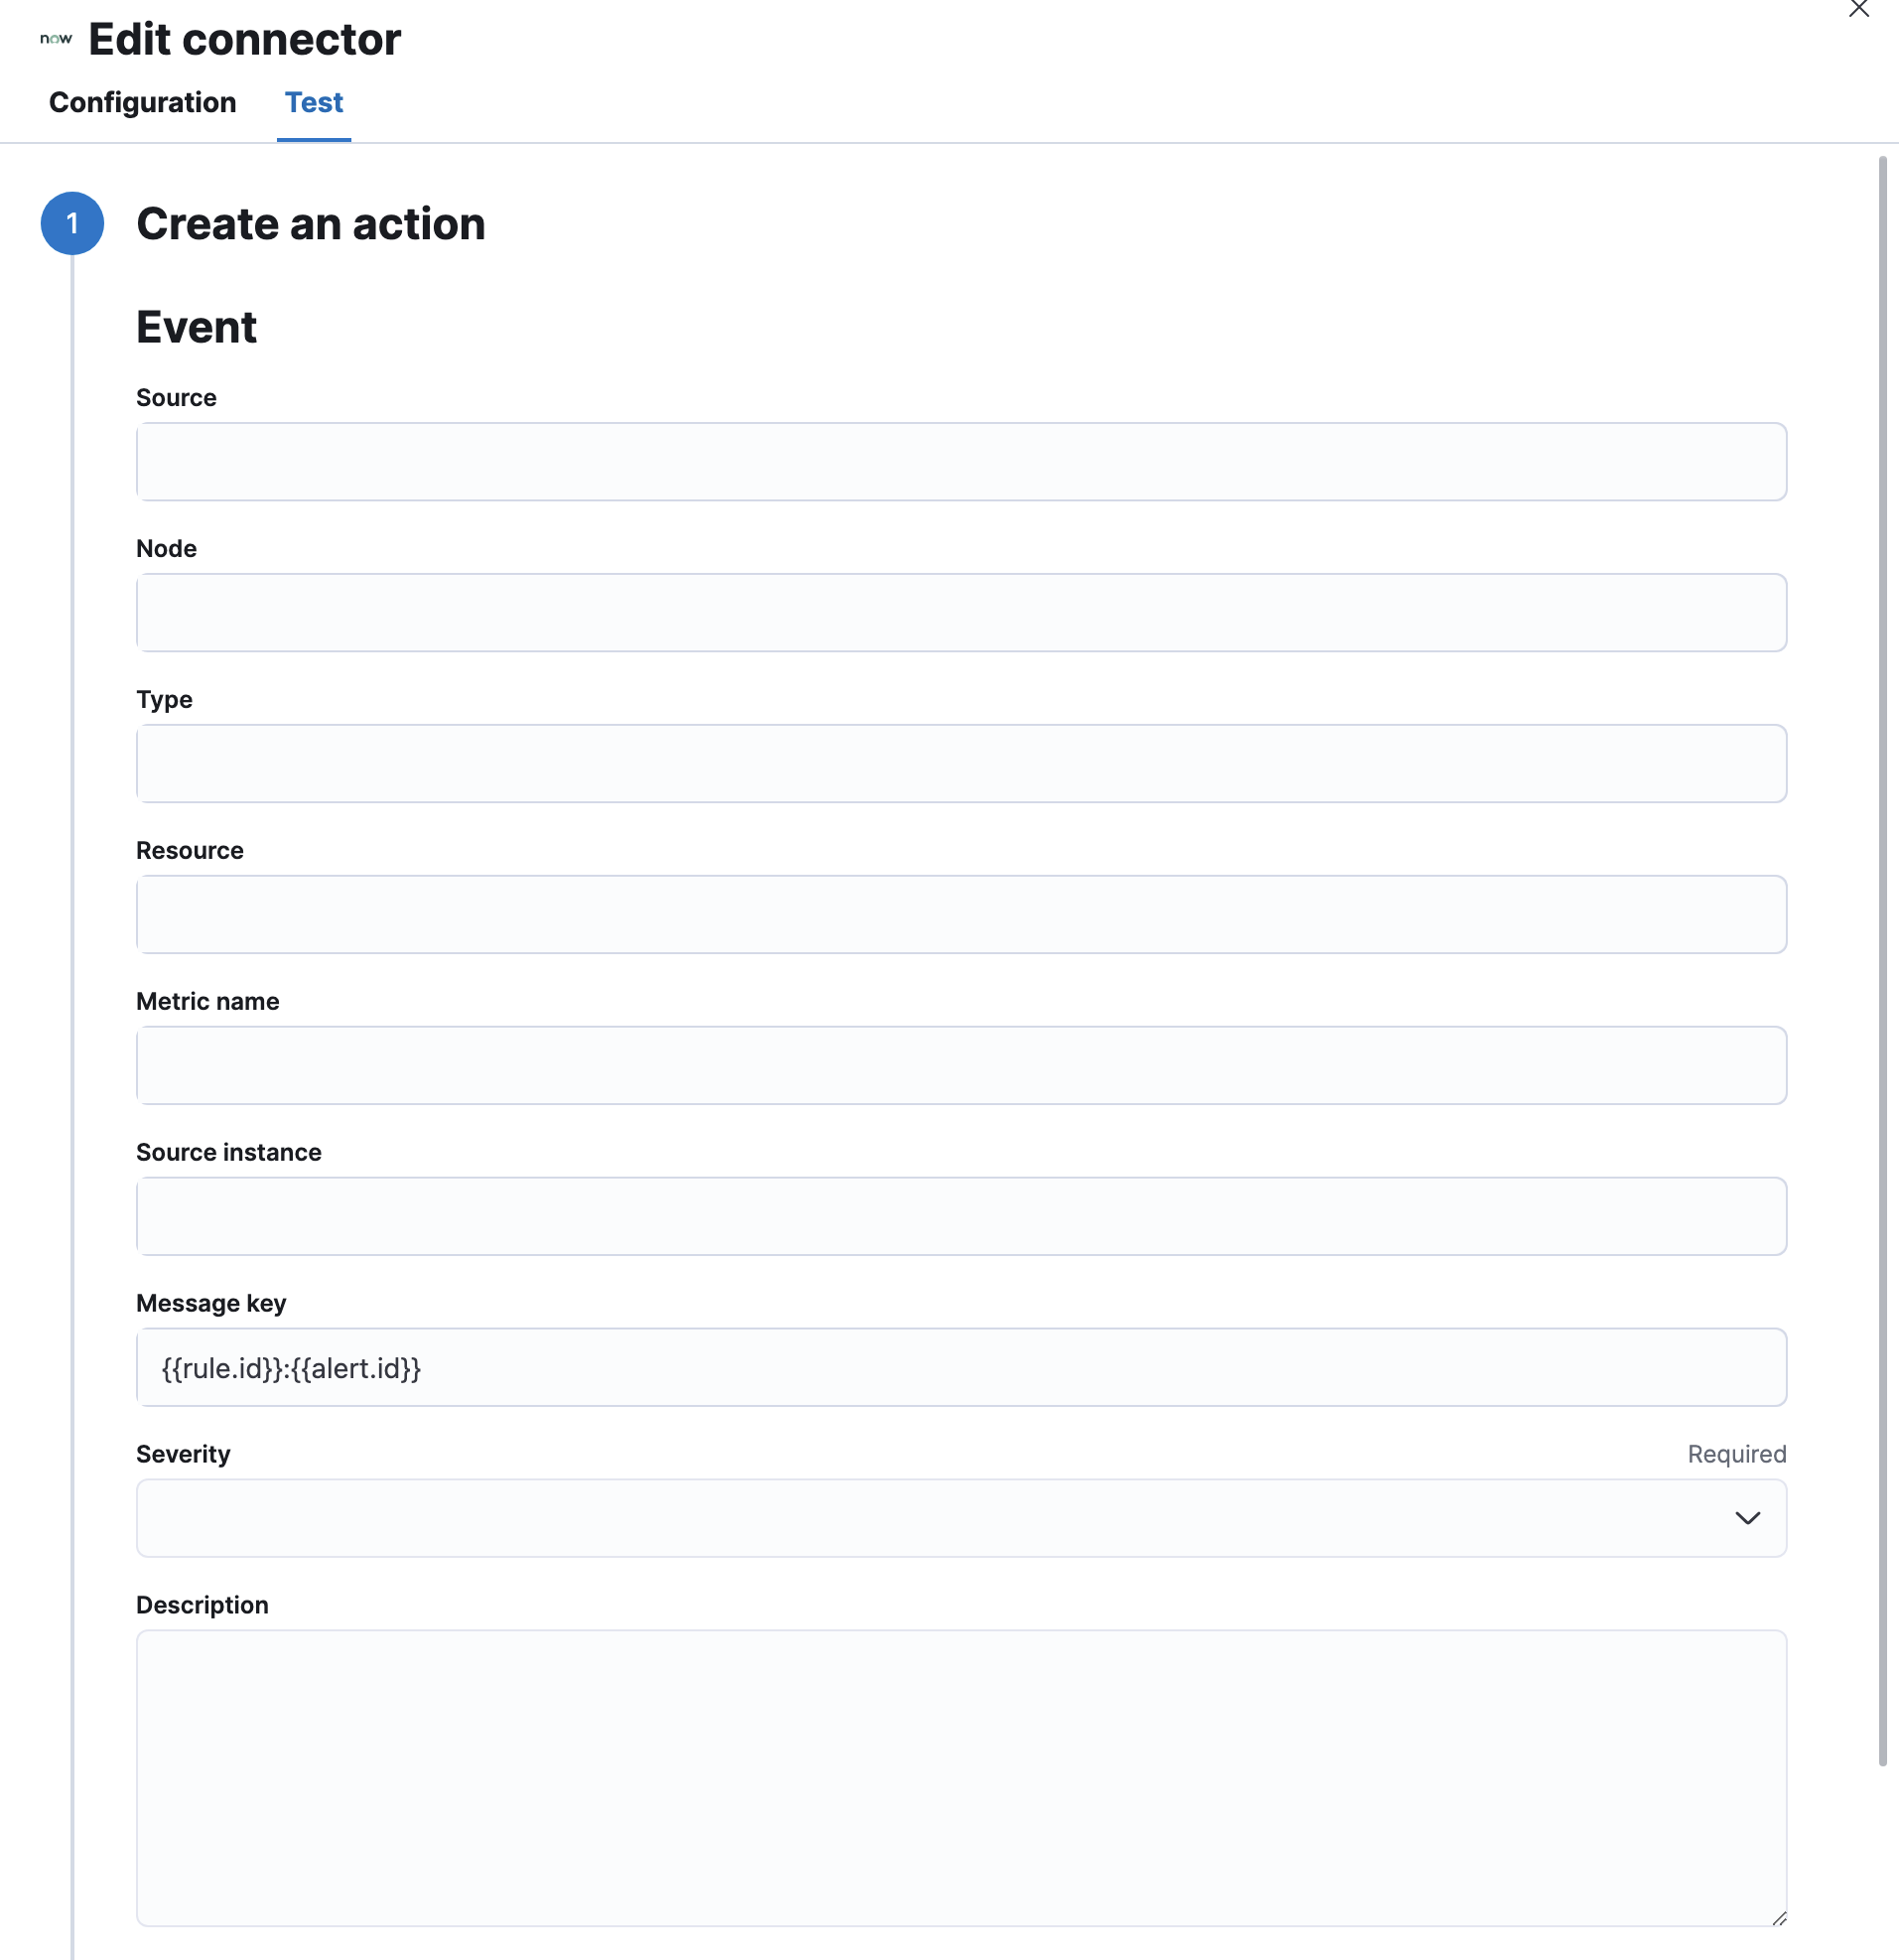 now Edit connector
Configuration Test
1 Create an action
Event
Source
Node
Type
Resource
Metric name
Source instance
Message key
{{rule.id}}:{{alert.id}}
Severity Required
Description